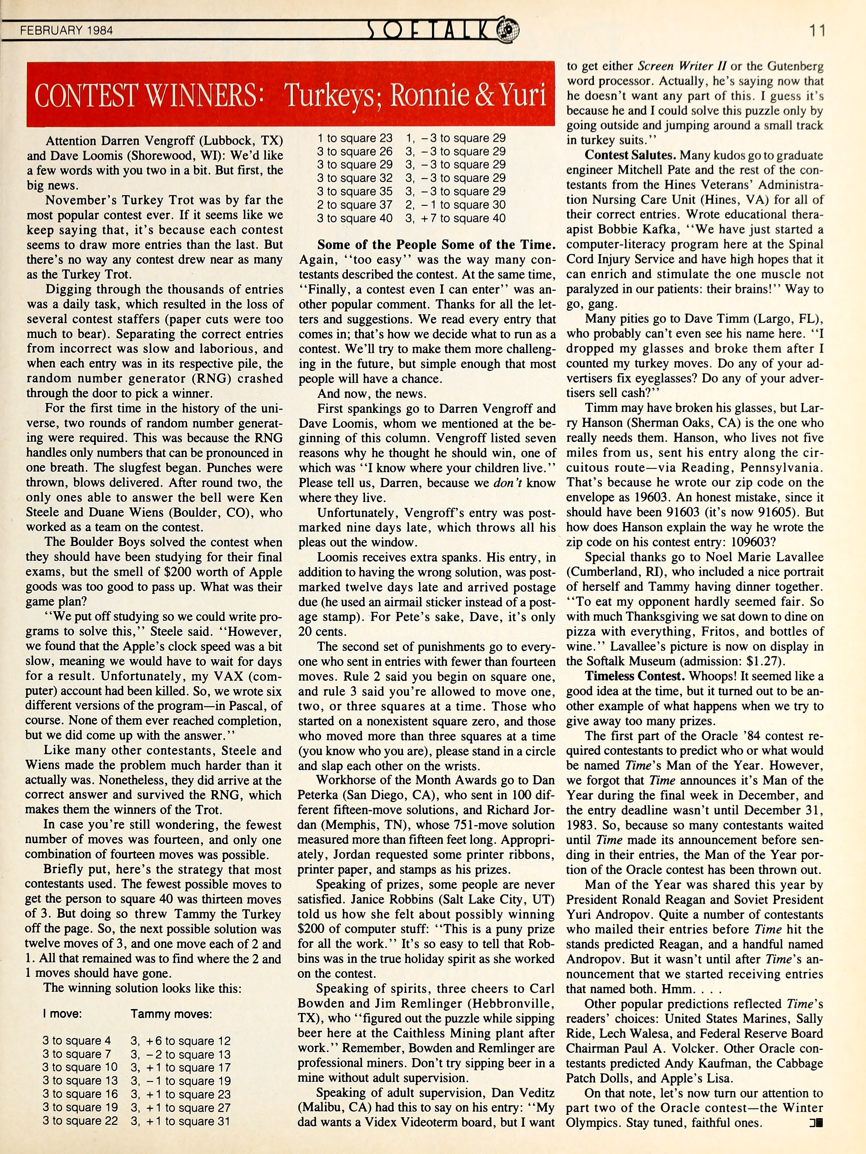 FEBRUARY 1984
SOFTALK
11
CONTEST WINNERS: Turkeys; Ronnie & Yuri
Attention Darren Vengroff (Lubbock, TX)
and Dave Loomis (Shorewood, WI): We'd like
a few words with you two in a bit. But first, the
big news.
November's Turkey Trot was by far the
most popular contest ever. If it seems like we
keep saying that, it's because each contest
seems to draw more entries than the last. But
there's no way any contest drew near as many
as the Turkey Trot.
Digging through the thousands of entries
was a daily task, which resulted in the loss of
several contest staffers (paper cuts were too
much to bear). Separating the correct entries
from incorrect was slow and laborious, and
when each entry was in its respective pile, the
random number generator (RNG) crashed
through the door to pick a winner.
For the first time in the history of the uni-
verse, two rounds of random number generat-
ing were required. This was because the RNG
handles only numbers that can be pronounced in
one breath. The slugfest began. Punches were
thrown, blows delivered. After round two, the
only ones able to answer the bell were Ken
Steele and Duane Wiens (Boulder, CO), who
worked as a team on the contest.
The Boulder Boys solved the contest when
they should have been studying for their final
exams, but the smell of $200 worth of Apple
goods was too good to pass up. What was their
game plan?
"We put off studying so we could write pro-
grams to solve this," Steele said. "However,
we found that the Apple's clock speed was a bit
slow, meaning we would have to wait for days
for a result. Unfortunately, my VAX (com-
puter) account had been killed. So, we wrote six
different versions of the program—in Pascal, of
course. None of them ever reached completion,
but we did come up with the answer."
Like many other contestants, Steele and
Wiens made the problem much harder than it
actually was. Nonetheless, they did arrive at the
correct answer and survived the RNG, which
makes them the winners of the Trot.
In case you're still wondering, the fewest
number of moves was fourteen, and only one
combination of fourteen moves was possible.
Briefly put, here's the strategy that most
contestants used. The fewest possible moves to
get the person to square 40 was thirteen moves
of 3. But doing so threw Tammy the Turkey
off the page. So, the next possible solution was
twelve moves of 3, and one move each of 2 and
1. All that remained was to find where the 2 and
1 moves should have gone.
The winning solution looks like this:
I move: Tammy moves:
3 to square 4 3, +6 to square 12
3 to square 7 3, −2 to square 13
3 to square 10 3, +1 to square 17
3 to square 13 3, −1 to square 19
3 to square 16 3, +1 to square 23
3 to square 19 3, +1 to square 27
3 to square 22 3, +1 to square 31
1 to square 23 1, −3 to square 29
3 to square 26 3, −3 to square 29
3 to square 29 3, −3 to square 29
3 to square 32 3, −3 to square 29
3 to square 35 3, −3 to square 29
2 to square 37 2, −1 to square 30
3 to square 40 3, +7 to square 40
Some of the People Some of the Time.
Again, "too easy" was the way many con-
testants described the contest. At the same time,
"Finally, a contest even I can enter" was an-
other popular comment. Thanks for all the let-
ters and suggestions. We read every entry that
comes in; that's how we decide what to run as a
contest. We'll try to make them more challeng-
ing in the future, but simple enough that most
people will have a chance.
And now, the news.
First spankings go to Darren Vengroff and
Dave Loomis, whom we mentioned at the be-
ginning of this column. Vengroff listed seven
reasons why he thought he should win, one of
which was "I know where your children live."
Please tell us, Darren, because we don't know
where they live.
Unfortunately, Vengroff's entry was post-
marked nine days late, which throws all his
pleas out the window.
Loomis receives extra spanks. His entry, in
addition to having the wrong solution, was post-
marked twelve days late and arrived postage
due (he used an airmail sticker instead of a post-
age stamp). For Pete's sake, Dave, it's only
20 cents.
The second set of punishments go to every-
one who sent in entries with fewer than fourteen
moves. Rule 2 said you begin on square one,
and rule 3 said you're allowed to move one,
two, or three squares at a time. Those who
started on a nonexistent square zero, and those
who moved more than three squares at a time
(you know who you are), please stand in a circle
and slap each other on the wrists.
Workhorse of the Month Awards go to Dan
Peterka (San Diego, CA), who sent in 100 dif-
ferent fifteen-move solutions, and Richard Jor-
dan (Memphis, TN), whose 751-move solution
measured more than fifteen feet long. Appropri-
ately, Jordan requested some printer ribbons,
printer paper, and stamps as his prizes.
Speaking of prizes, some people are never
satisfied. Janice Robbins (Salt Lake City, UT)
told us how she felt about possibly winning
$200 of computer stuff: "This is a puny prize
for all the work." It's so easy to tell that Rob-
bins was in the true holiday spirit as she worked
on the contest.
Speaking of spirits, three cheers to Carl
Bowden and Jim Remlinger (Hebbronville,
TX), who "figured out the puzzle while sipping
beer here at the Caithless Mining plant after
work." Remember, Bowden and Remlinger are
professional miners. Don't try sipping beer in a
mine without adult supervision.
Speaking of adult supervision, Dan Veditz
(Malibu, CA) had this to say on his entry: "My
dad wants a Videx Videoterm board, but I want
to get either Screen Writer II or the Gutenberg
word processor. Actually, he's saying now that
he doesn't want any part of this. I guess it's
because he and I could solve this puzzle only by
going outside and jumping around a small track
in turkey suits."
Contest Salutes. Many kudos go to graduate
engineer Mitchell Pate and the rest of the con-
testants from the Hines Veterans' Administra-
tion Nursing Care Unit (Hines, VA) for all of
their correct entries. Wrote educational thera-
apist Bobbie Kafka, "We have just started a
computer-literacy program here at the Spinal
Cord Injury Service and have high hopes that it
can enrich and stimulate the one muscle not
paralyzed in our patients: their brains!" Way to
go, gang.
Many pities go to Dave Timm (Largo, FL),
who probably can't even see his name here. "I
dropped my glasses and broke them after I
counted my turkey moves. Do any of your ad-
vertisers fix eyeglasses? Do any of your adver-
tisers sell cash?"
Timm may have broken his glasses, but Lar-
ry Hanson (Sherman Oaks, CA) is the one who
really needs them. Hanson, who lives not five
miles from us, sent his entry along the cir-
cuitous route—via Reading, Pennsylvania.
That's because he wrote our zip code on the
envelope as 19603. An honest mistake, since it
should have been 91603 (it's now 91605). But
how does Hanson explain the way he wrote the
zip code on his contest entry: 109603?
Special thanks go to Noel Marie Lavallee
(Cumberland, RI), who included a nice portrait
of herself and Tammy having dinner together.
"To eat my opponent hardly seemed fair. So
with much Thanksgiving we sat down to dine on
pizza with everything, Fritos, and bottles of
wine." Lavallee's picture is now on display in
the Softalk Museum (admission: $1.27).
Timeless Contest. Whoops! It seemed like a
good idea at the time, but it turned out to be an-
other example of what happens when we try to
give away too many prizes.
The first part of the Oracle '84 contest re-
quired contestants to predict who or what would
be named Time's Man of the Year. However,
we forgot that Time announces it's Man of the
Year during the final week in December, and
the entry deadline wasn't until December 31,
1983. So, because so many contestants waited
until Time made its announcement before sen-
ding in their entries, the Man of the Year por-
tion of the Oracle contest has been thrown out.
Man of the Year was shared this year by
President Ronald Reagan and Soviet President
Yuri Andropov. Quite a number of contestants
who mailed their entries before Time hit the
stands predicted Reagan, and a handful named
Andropov. But it wasn't until after Time's an-
nouncement that we started receiving entries
that named both. Hmm. . . .
Other popular predictions reflected Time's
readers' choices: United States Marines, Sally
Ride, Lech Walesa, and Federal Reserve Board
Chairman Paul A. Volcker. Other Oracle con-
testants predicted Andy Kaufman, the Cabbage
Patch Dolls, and Apple's Lisa.
On that note, let's now turn our attention to
part two of the Oracle contest—the Winter
Olympics. Stay tuned, faithful ones.